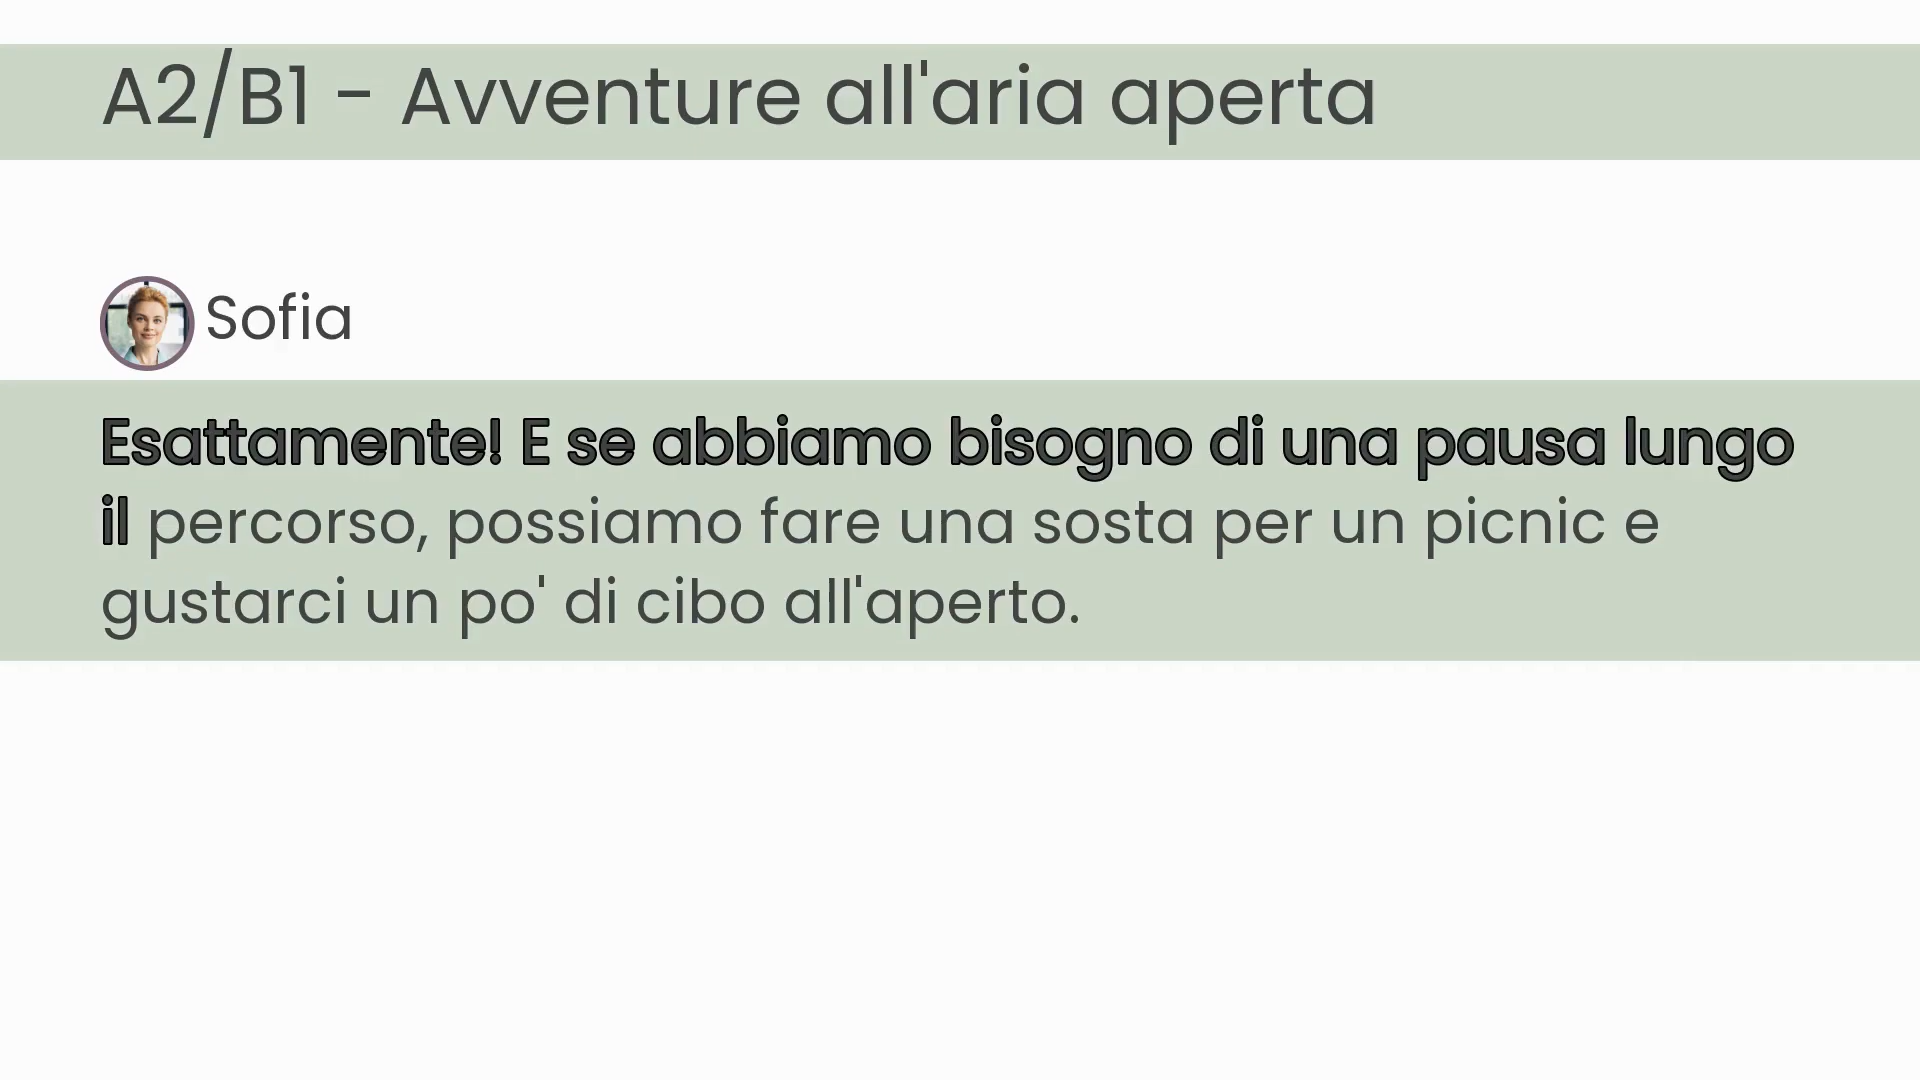 A2/B1 - Avventure all'aria aperta
Sofia
Esattamente! E se abbiamo bisogno di una pausa lungo
il percorso, possiamo fare una sosta per un picnic e
gustarci un po' di cibo all'aperto.